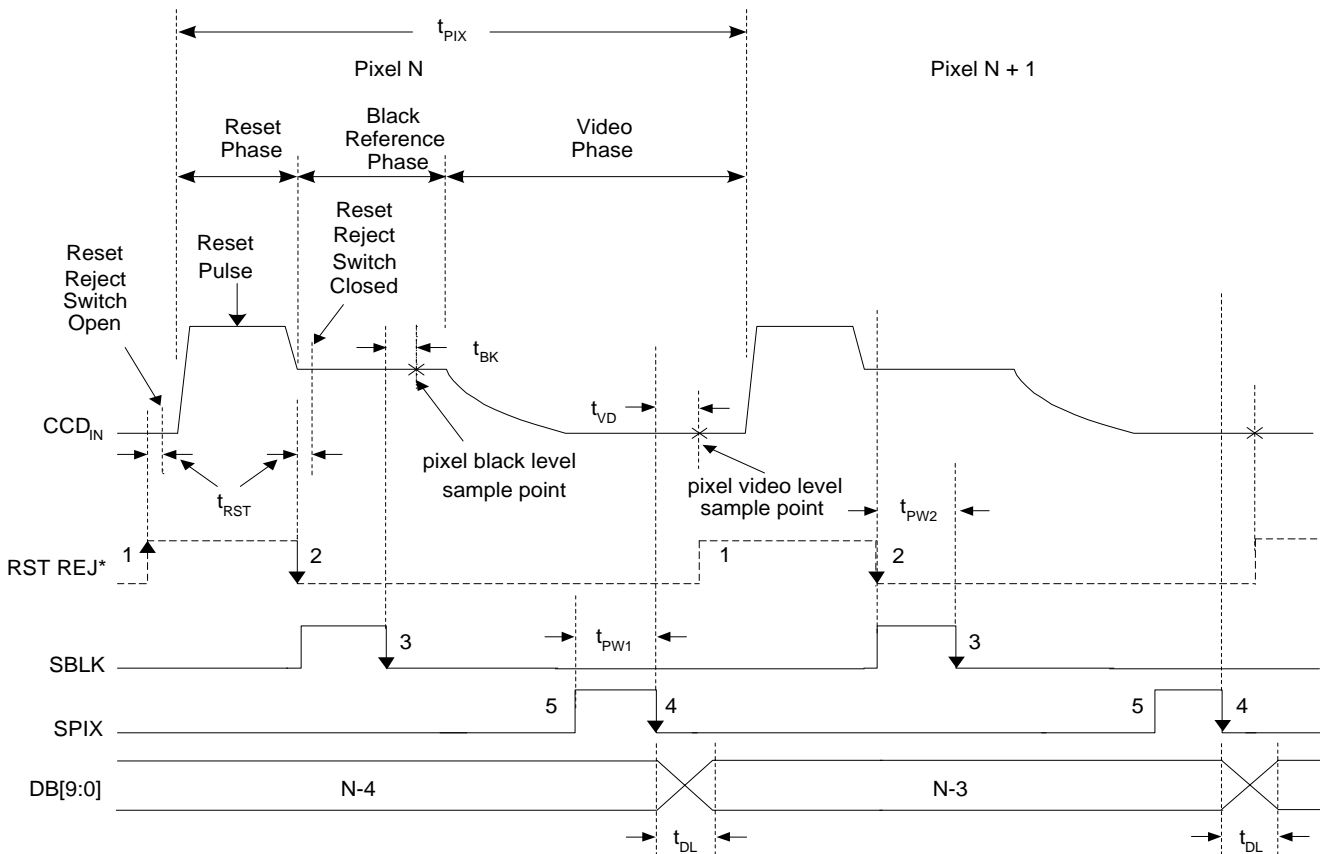 tPIX
Pixel N
Pixel N + 1
Reset
Phase
Black
Reference
Phase
Video
Phase
Reset
Reject
Switch
Open
Reset
Pulse
Reset
Reject
Switch
Closed
tBK
tVD
CCDIN
tRST
pixel black level
sample point
pixel video level
sample point
tPW2
RST REJ*
1
2
1
2
SBLK
3
tPW1
3
SPIX
5
4
5
4
DB[9:0]
N-4
N-3
tDL
tDL